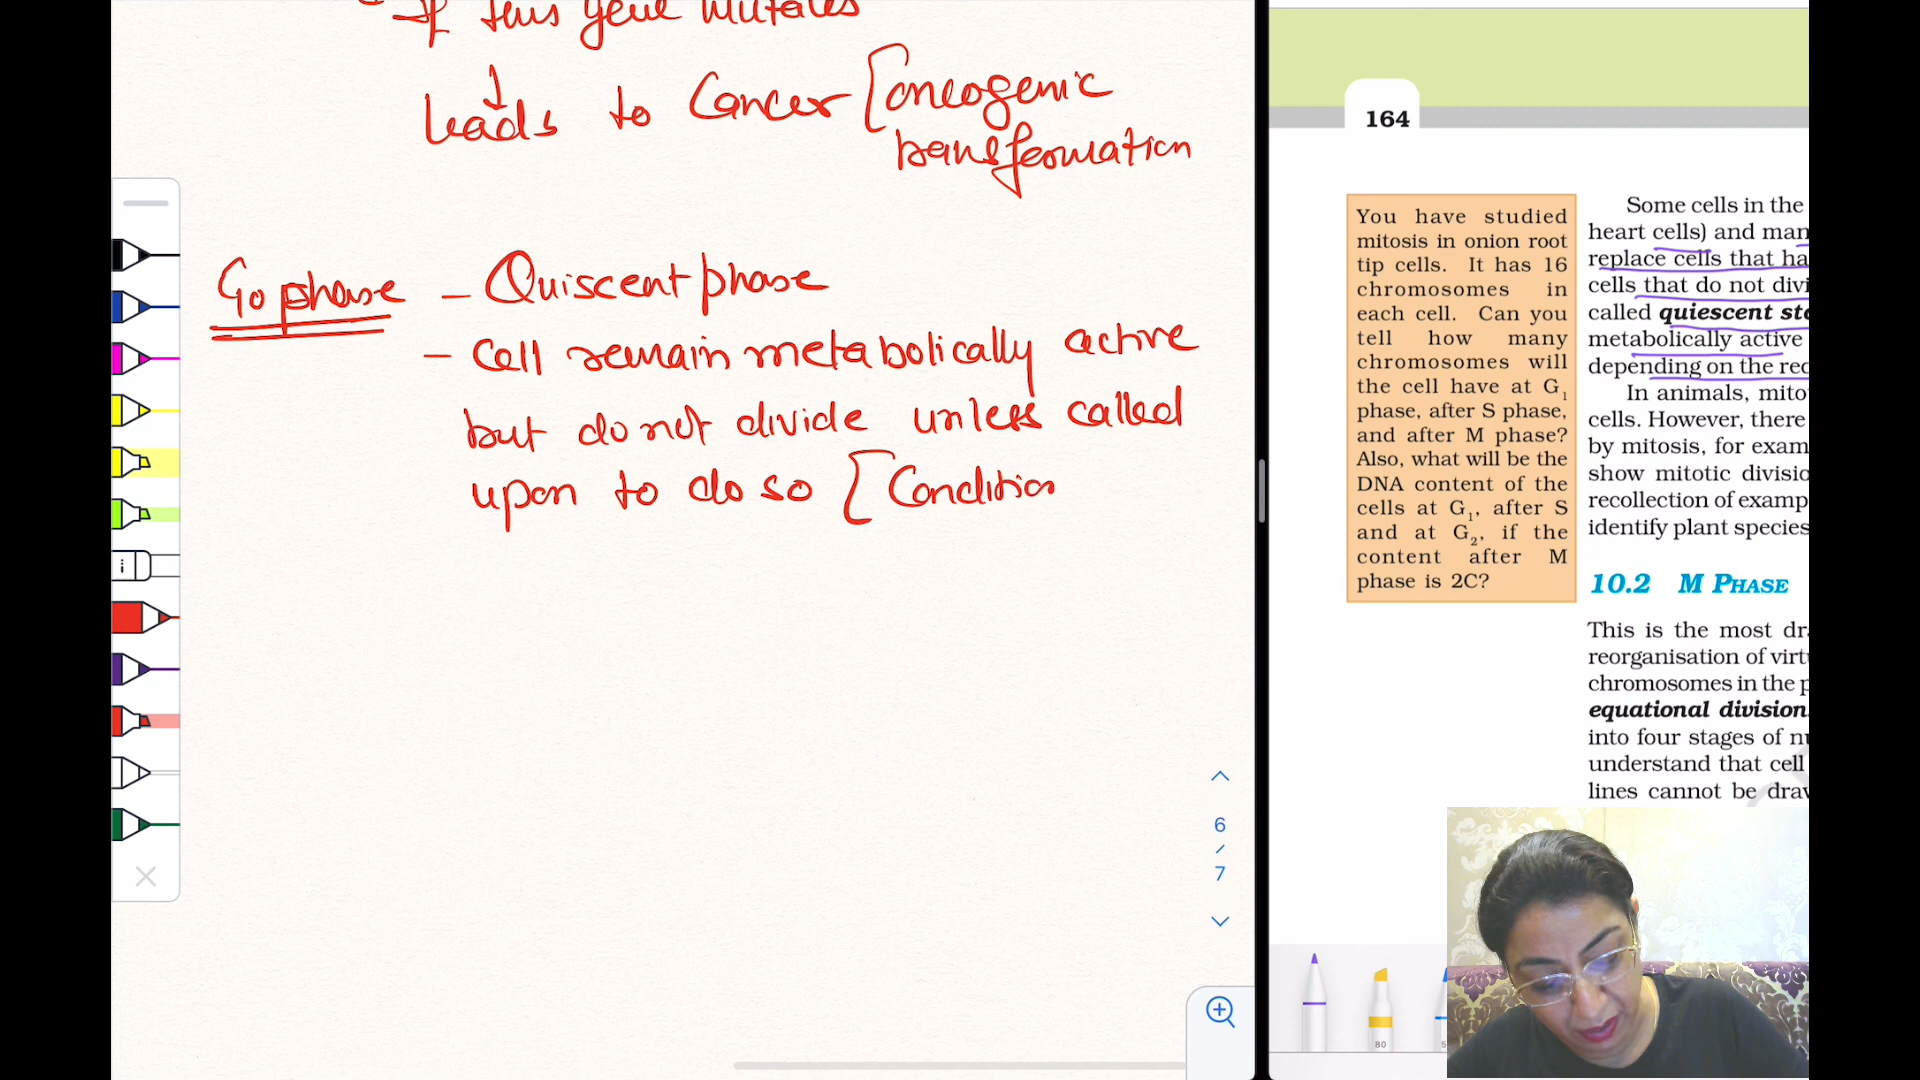 If this gene mutates
leads to Cancer [oncogenic
transformation
G0 phase – Quiscent phase
– Cell remain metabolically active
but do not divide unless called
upon to do so [ Condition
6
/
7
164
You have studied
mitosis in onion root
tip cells. It has 16
chromosomes in
each cell. Can you
tell how many
chromosomes will
the cell have at G₁
phase, after S phase,
and after M phase?
Also, what will be the
DNA content of the
cells at G₁, after S
and at G₂, if the
content after M
phase is 2C?
Some cells in the
heart cells) and man
replace cells that ha
cells that do not divi
called quiescent sta
metabolically active
depending on the req
In animals, mito
cells. However, there
by mitosis, for exam
show mitotic divisio
recollection of examp
identify plant species
10.2 M PHASE
This is the most dra
reorganisation of virtu
chromosomes in the p
equational division.
into four stages of nu
understand that cell
lines cannot be draw
80
5